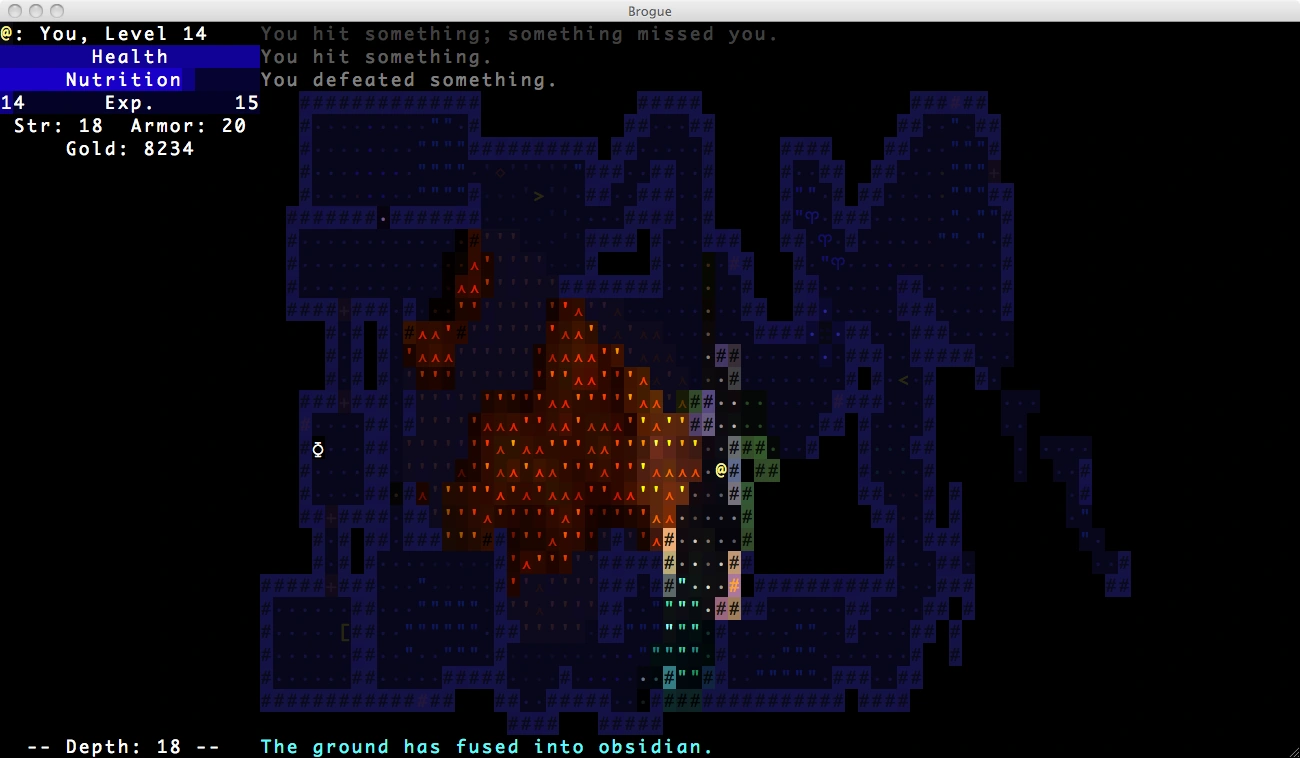 Brogue
@: You, Level 14
You hit something; something missed you.
Health
You hit something.
Nutrition
You defeated something.
14 Exp. 15
Str: 18 Armor: 20
Gold: 8234
-- Depth: 18 --
The ground has fused into obsidian.